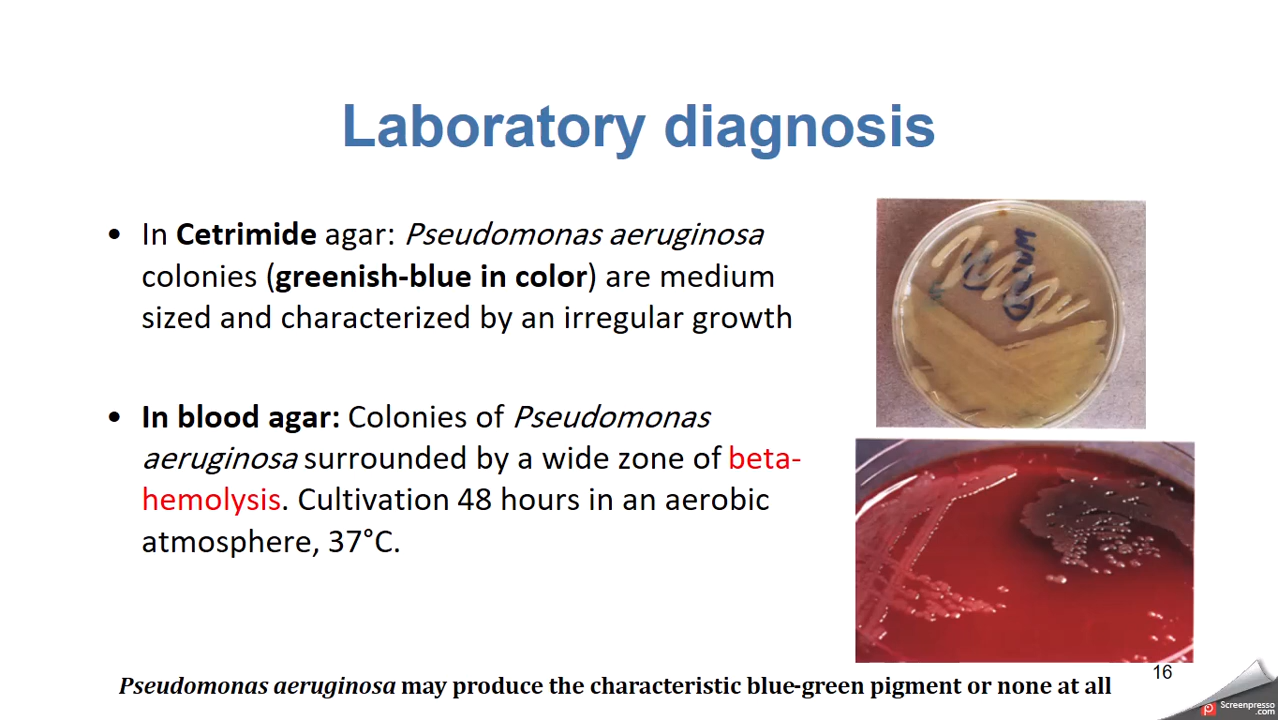 Laboratory diagnosis
• In Cetrimide agar: Pseudomonas aeruginosa
colonies (greenish-blue in color) are medium
sized and characterized by an irregular growth
• In blood agar: Colonies of Pseudomonas
aeruginosa surrounded by a wide zone of beta-
hemolysis. Cultivation 48 hours in an aerobic
atmosphere, 37°C.
16
Pseudomonas aeruginosa may produce the characteristic blue-green pigment or none at all
Screenpresso
.com